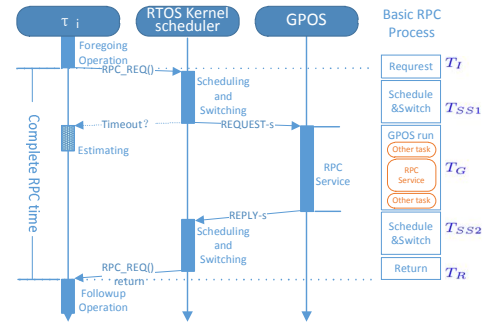 τ i
RTOS Kernel
scheduler
GPOS
Basic RPC
Process
Foregoing
Operation
RPC_REQ()
Requrest
T_I
Scheduling
and
Switching
Schedule
&Switch
T_SS1
Timeout?
REQUEST-s
Estimating
Complete RPC time
RPC
Service
GPOS run
Other task
RPC
Service
Other task
T_G
REPLY-s
Scheduling
and
Switching
Schedule
&Switch
T_SS2
RPC_REQ()
return
Return
T_R
Followup
Operation